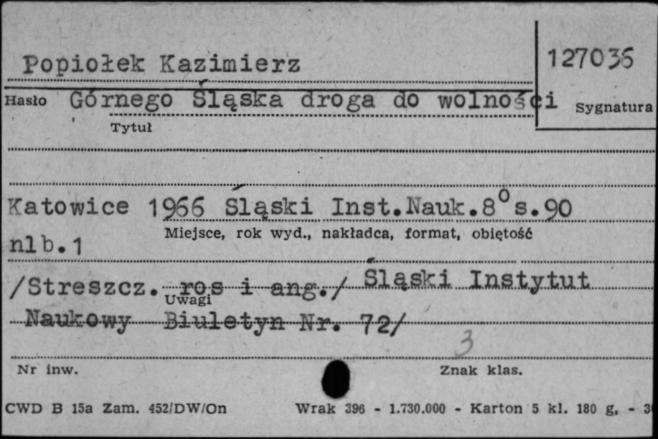 Popiołek Kazimierz
127036
Hasło Górnego Śląska droga do wolności
Sygnatura
Tytuł
Katowice 1966 Śląski Inst.Nauk.8° s.90
Miejsce, rok wyd., nakładca, format, objętość
nlb.1
/Streszcz. ros i ang./ Śląski Instytut
Uwagi
Naukowy Biuletyn Nr. 72/
3
Nr inw.
Znak klas.
CWD B 15a Zam. 452/DW/On Wrak 396 - 1.730.000 - Karton 5 kl. 180 g, -